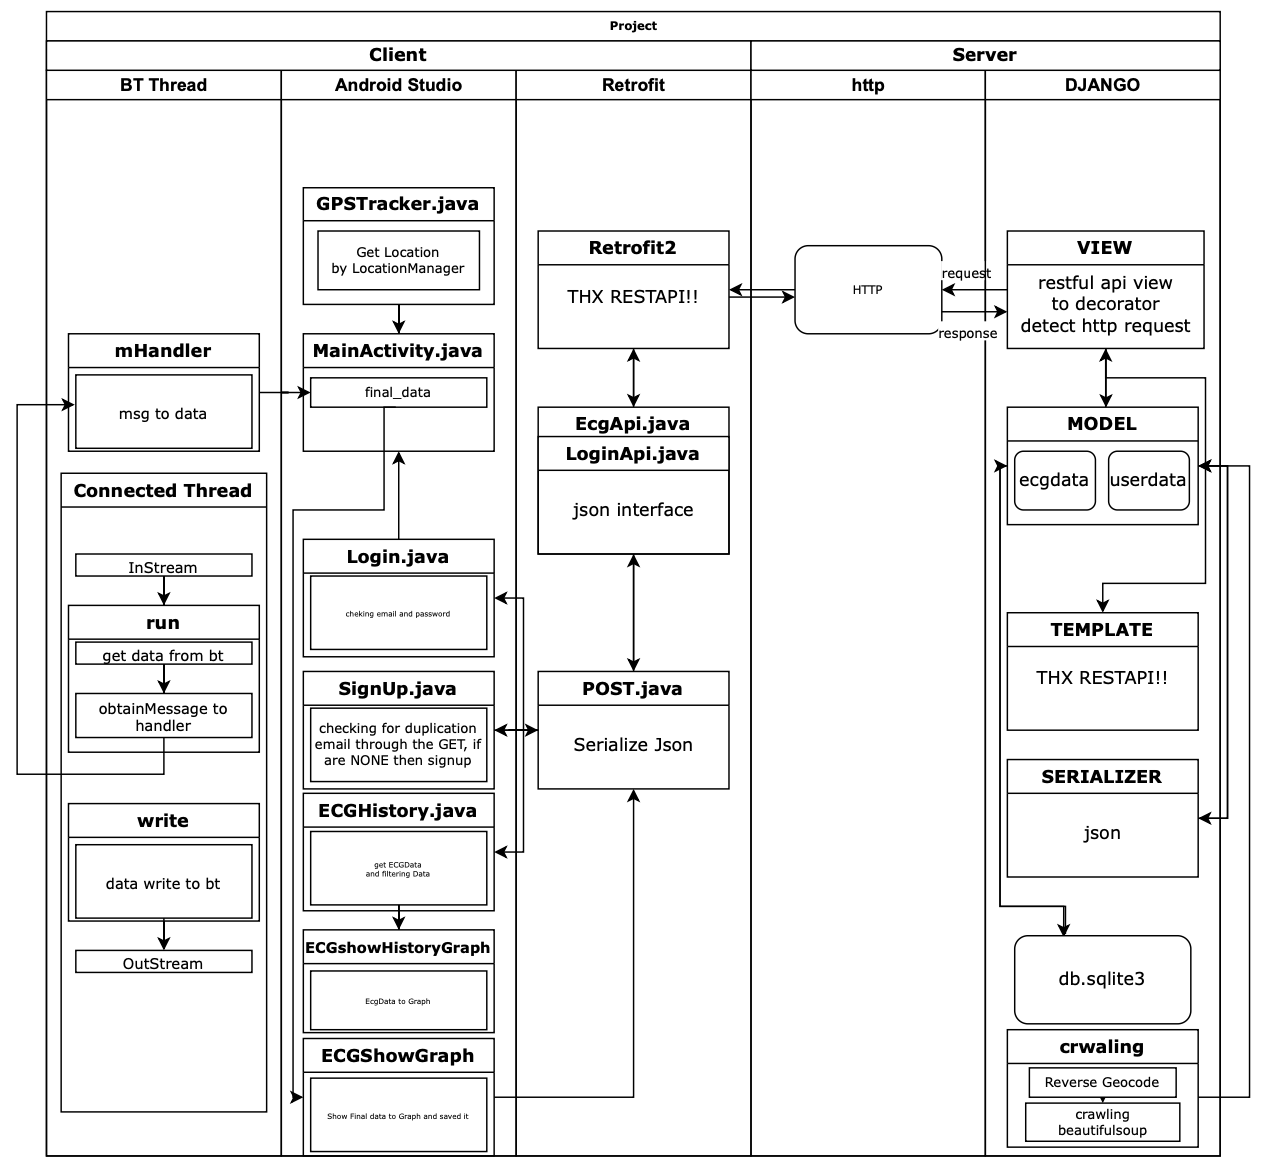 Project
Client
Server
BT Thread
Android Studio
Retrofit
http
DJANGO
mHandler
msg to data
Connected Thread
InStream
run
get data from bt
obtainMessage to
handler
write
data write to bt
OutStream
GPSTracker.java
Get Location
by LocationManager
MainActivity.java
final_data
Login.java
cheking email and password
SignUp.java
checking for duplication
email through the GET, if
are NONE then signup
ECGHistory.java
get ECGData
and filtering Data
ECGshowHistoryGraph
EcgData to Graph
ECGShowGraph
Show Final data to Graph and saved it
Retrofit2
THX RESTAPI!!
EcgApi.java
LoginApi.java
json interface
POST.java
Serialize Json
HTTP
request
response
VIEW
restful api view
to decorator
detect http request
MODEL
ecgdata
userdata
TEMPLATE
THX RESTAPI!!
SERIALIZER
json
db.sqlite3
crwaling
Reverse Geocode
crawling
beautifulsoup